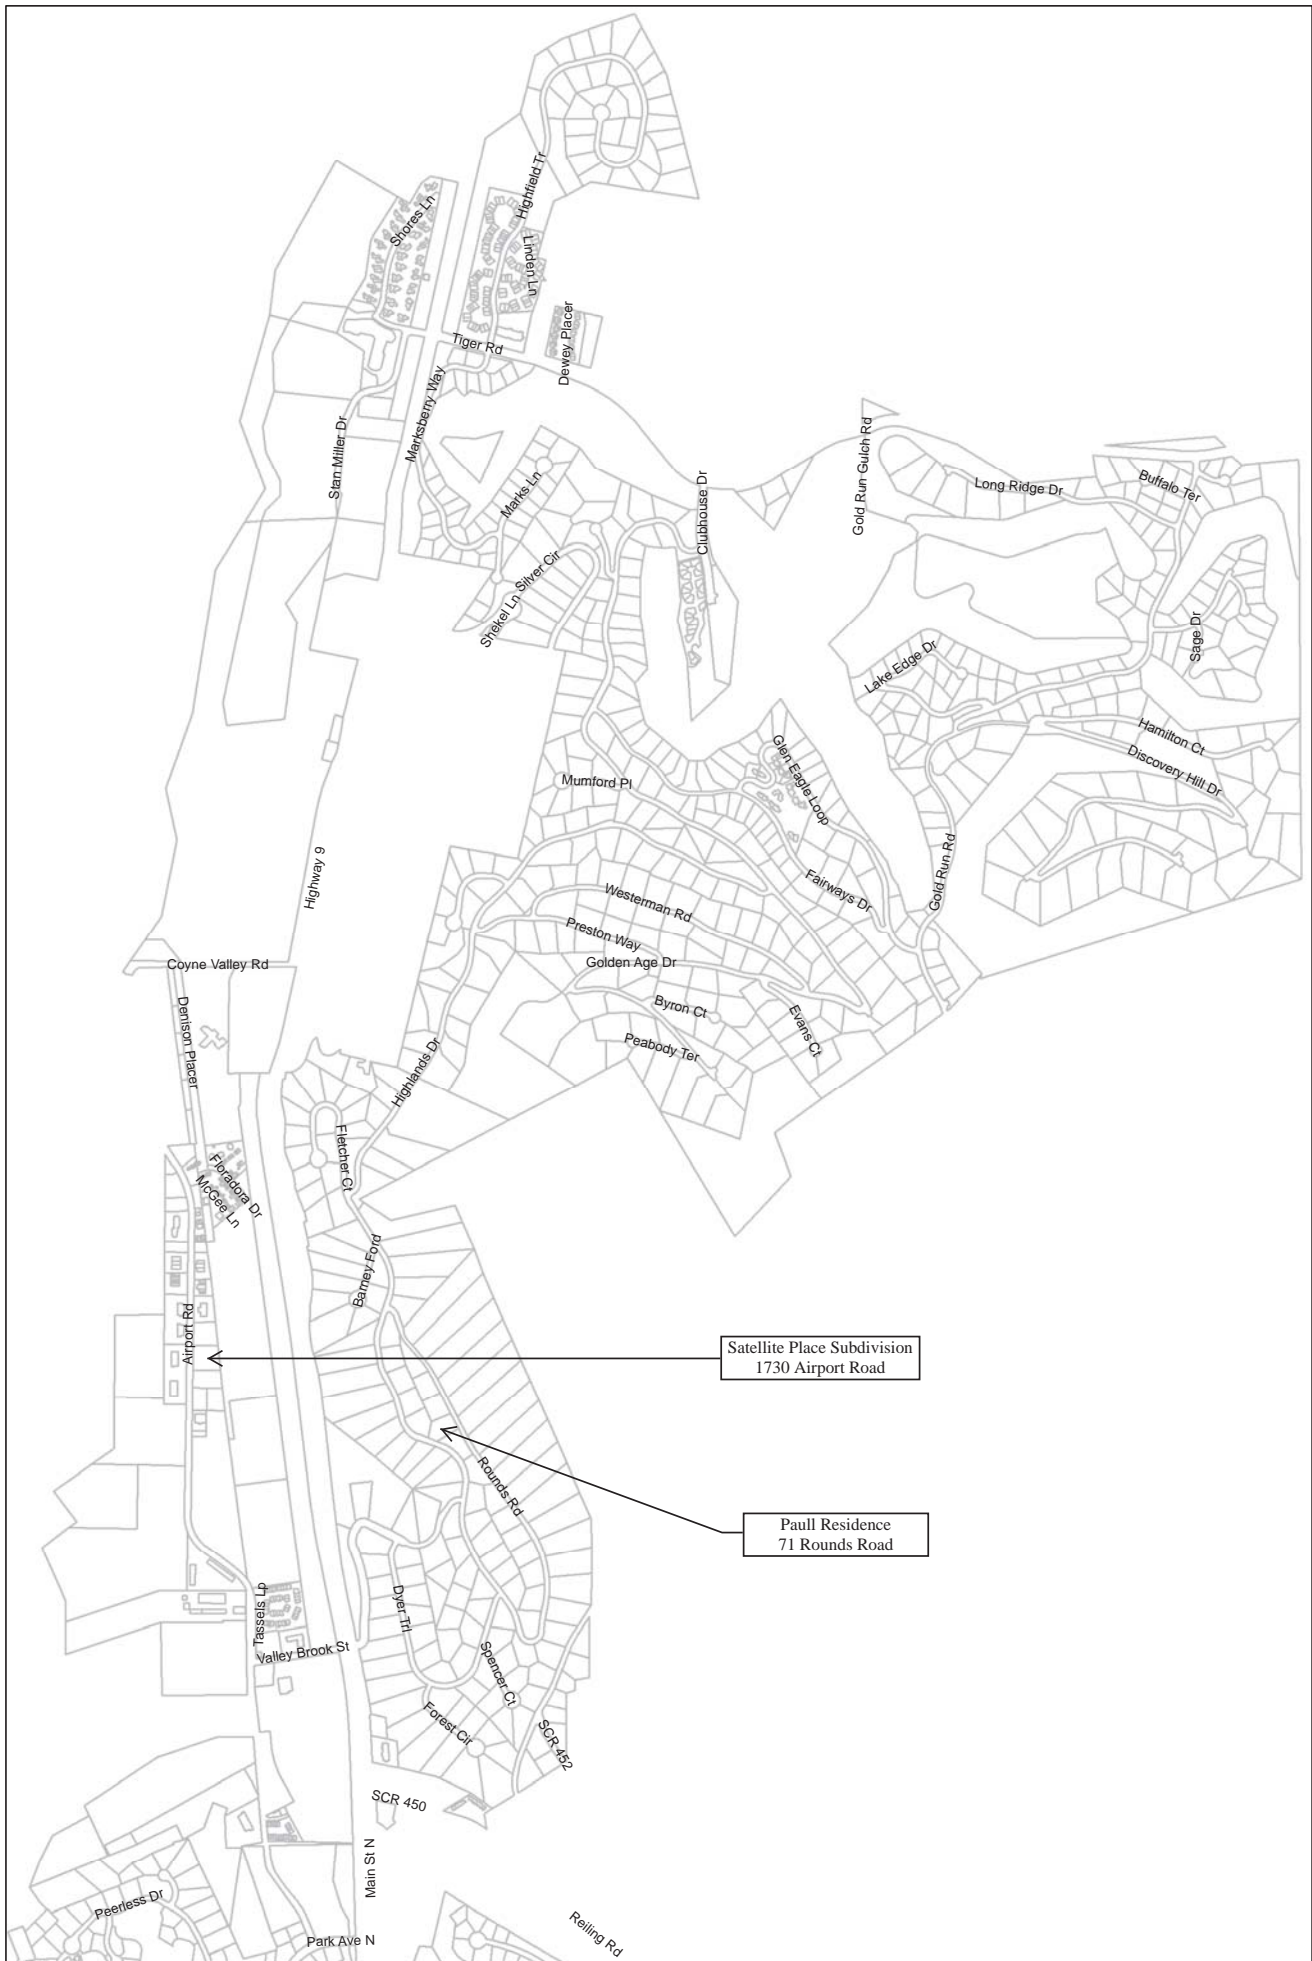 Highfield Tr
Shores Ln
Linden Ln
Dewey Placer
Tiger Rd
Marksberry Way
Stan Miller Dr
Gold Run Gulch Rd
Long Ridge Dr
Buffalo Ter
Marks Ln
Clubhouse Dr
Silver Cir
Shekel Ln
Sage Dr
Lake Edge Dr
Hamilton Ct
Discovery Hill Dr
Glen Eagle Loop
Mumford Pl
Highway 9
Gold Run Rd
Fairways Dr
Westerman Rd
Preston Way
Golden Age Dr
Coyne Valley Rd
Byron Ct
Evans Ct
Denison Placer
Peabody Ter
Highlands Dr
Fletcher Ct
Floradora Dr
McGee Ln
Barney Ford
Airport Rd
Satellite Place Subdivision
1730 Airport Road
Rounds Rd
Paull Residence
71 Rounds Road
Dyer Trl
Tassels Lp
Valley Brook St
Spencer Ct
Forest Cir
SCR 452
SCR 450
Main St N
Peerless Dr
Park Ave N
Reiling Rd